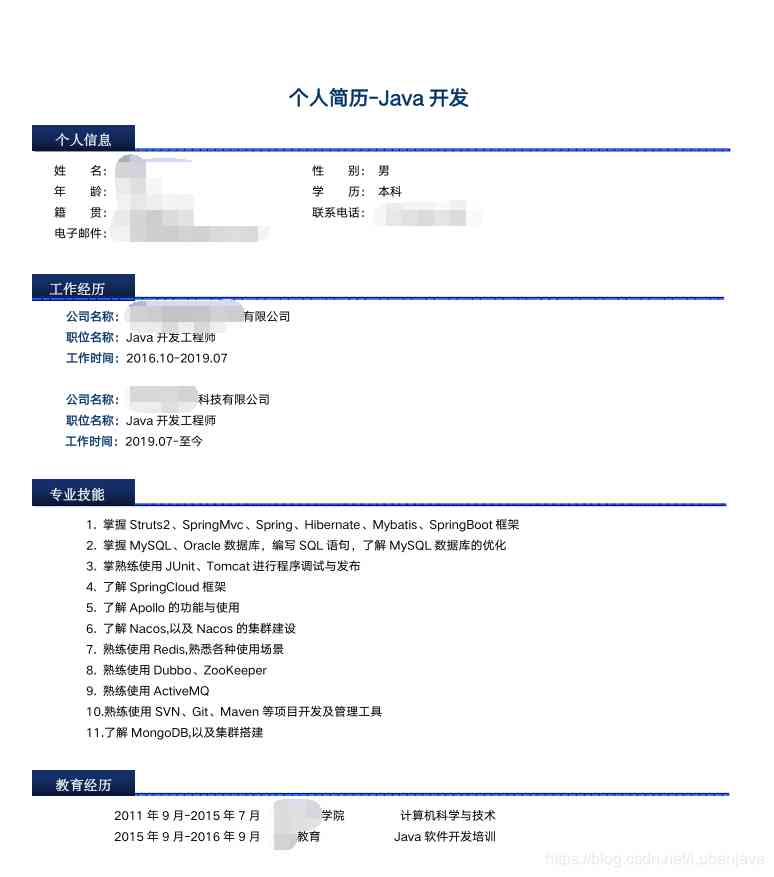 个人简历-Java 开发
个人信息
姓 名： 性 别： 男
年 龄： 学 历： 本科
籍 贯： 联系电话：
电子邮件：
工作经历
公司名称： 有限公司
职位名称： Java 开发工程师
工作时间： 2016.10-2019.07
公司名称： 科技有限公司
职位名称： Java 开发工程师
工作时间： 2019.07-至今
专业技能
1. 掌握 Struts2、SpringMvc、Spring、Hibernate、Mybatis、SpringBoot 框架
2. 掌握 MySQL、Oracle 数据库，编写 SQL 语句，了解 MySQL 数据库的优化
3. 掌熟练使用 JUnit、Tomcat 进行程序调试与发布
4. 了解 SpringCloud 框架
5. 了解 Apollo 的功能与使用
6. 了解 Nacos,以及 Nacos 的集群建设
7. 熟练使用 Redis,熟悉各种使用场景
8. 熟练使用 Dubbo、ZooKeeper
9. 熟练使用 ActiveMQ
10.熟练使用 SVN、Git、Maven 等项目开发及管理工具
11.了解 MongoDB,以及集群搭建
教育经历
2011 年 9 月-2015 年 7 月 学院 计算机科学与技术
2015 年 9 月-2016 年 9 月 教育 Java 软件开发培训